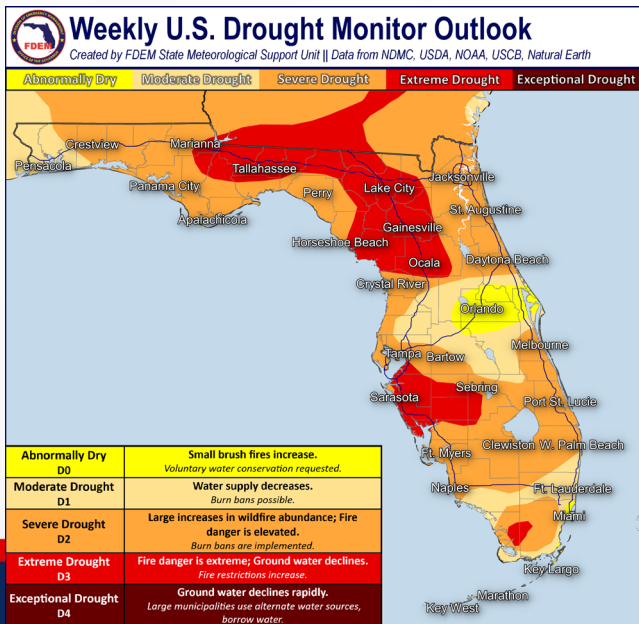 Weekly U.S. Drought Monitor Outlook
FDEM
Created by FDEM State Meteorological Support Unit || Data from NDMC, USDA, NOAA, USCB, Natural Earth
Abnormally Dry Moderate Drought Severe Drought Extreme Drought Exceptional Drought
Crestview
Marianna
Pensacola
Tallahassee
Jacksonville
Panama City
Perry
Lake City
Apalachicola
St. Augustine
Gainesville
Horseshoe Beach
Ocala
Daytona Beach
Crystal River
Orlando
Melbourne
Tampa
Bartow
Sebring
Sarasota
Port St. Lucie
Ft. Myers
Clewiston
W. Palm Beach
Naples
Ft. Lauderdale
Miami
Key Largo
Marathon
Key West
Abnormally Dry
D0
Small brush fires increase.
Voluntary water conservation requested.
Moderate Drought
D1
Water supply decreases.
Burn bans possible.
Severe Drought
D2
Large increases in wildfire abundance; Fire
danger is elevated.
Burn bans are implemented.
Extreme Drought
D3
Fire danger is extreme; Ground water declines.
Fire restrictions increase.
Exceptional Drought
D4
Ground water declines rapidly.
Large municipalities use alternate water sources,
borrow water.